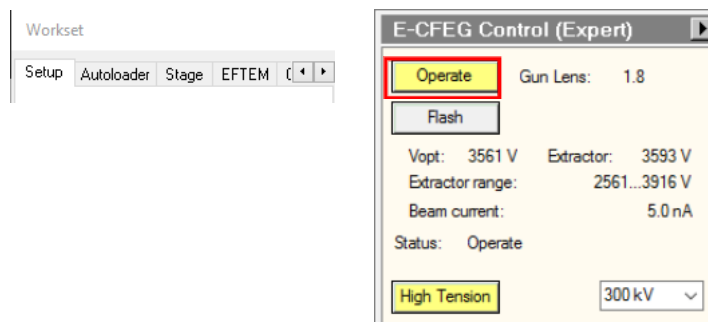 Workset
Setup Autoloader Stage EFTEM
E-CFEG Control (Expert)
Operate Gun Lens: 1.8
Flash
Vopt: 3561 V Extractor: 3593 V
Extractor range: 2561...3916 V
Beam current: 5.0 nA
Status: Operate
High Tension 300 kV